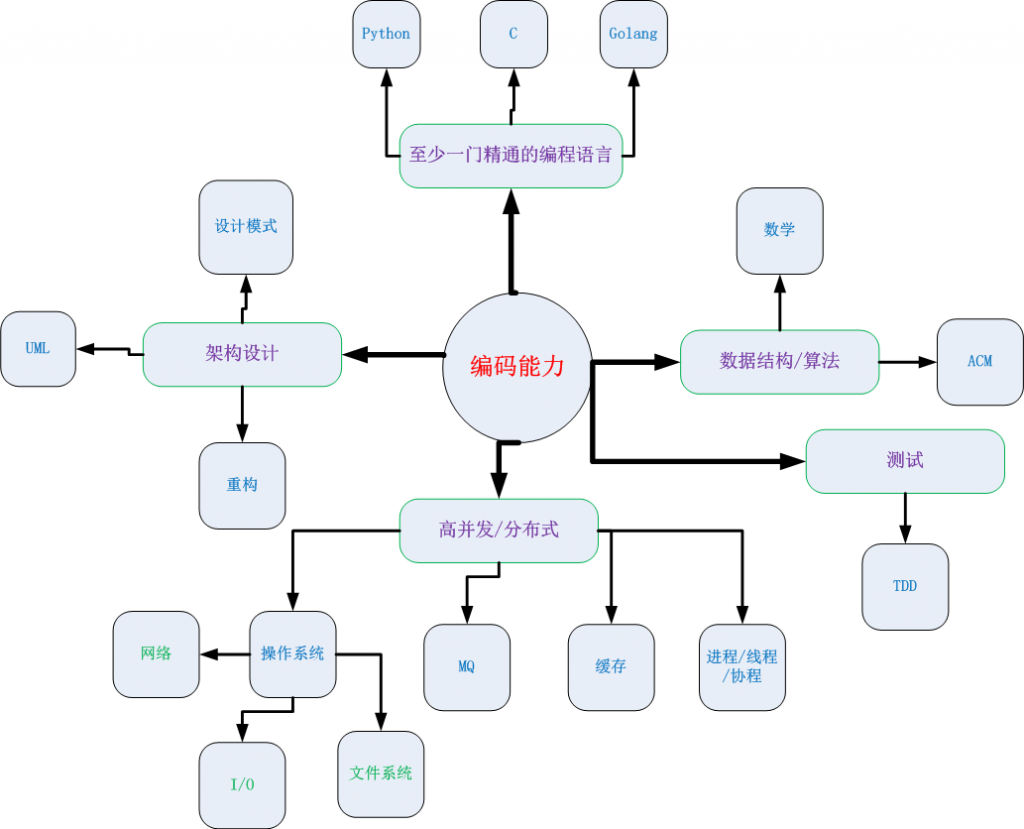 Python
C
Golang
至少一门精通的编程语言
设计模式
数学
UML
架构设计
编码能力
数据结构/算法
ACM
重构
测试
高并发/分布式
TDD
网络
操作系统
MQ
缓存
进程/线程
/协程
I/O
文件系统